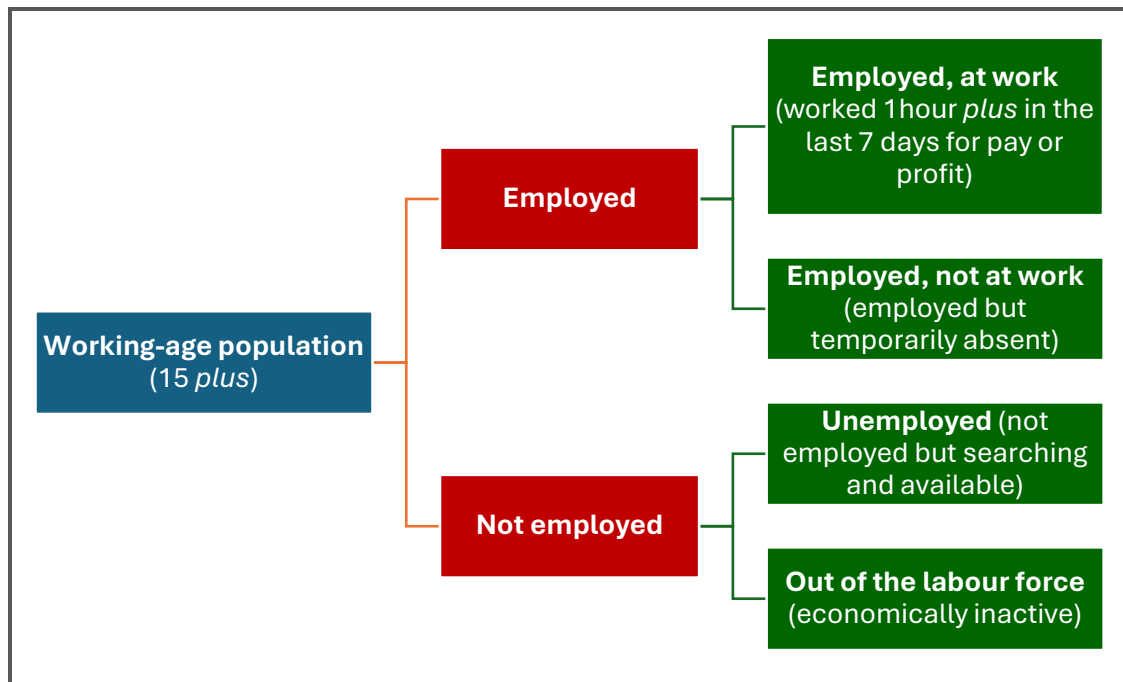 Working-age population
(15 plus)
Employed
Not employed
Employed, at work
(worked 1hour plus in the
last 7 days for pay or
profit)
Employed, not at work
(employed but
temporarily absent)
Unemployed (not
employed but searching
and available)
Out of the labour force
(economically inactive)